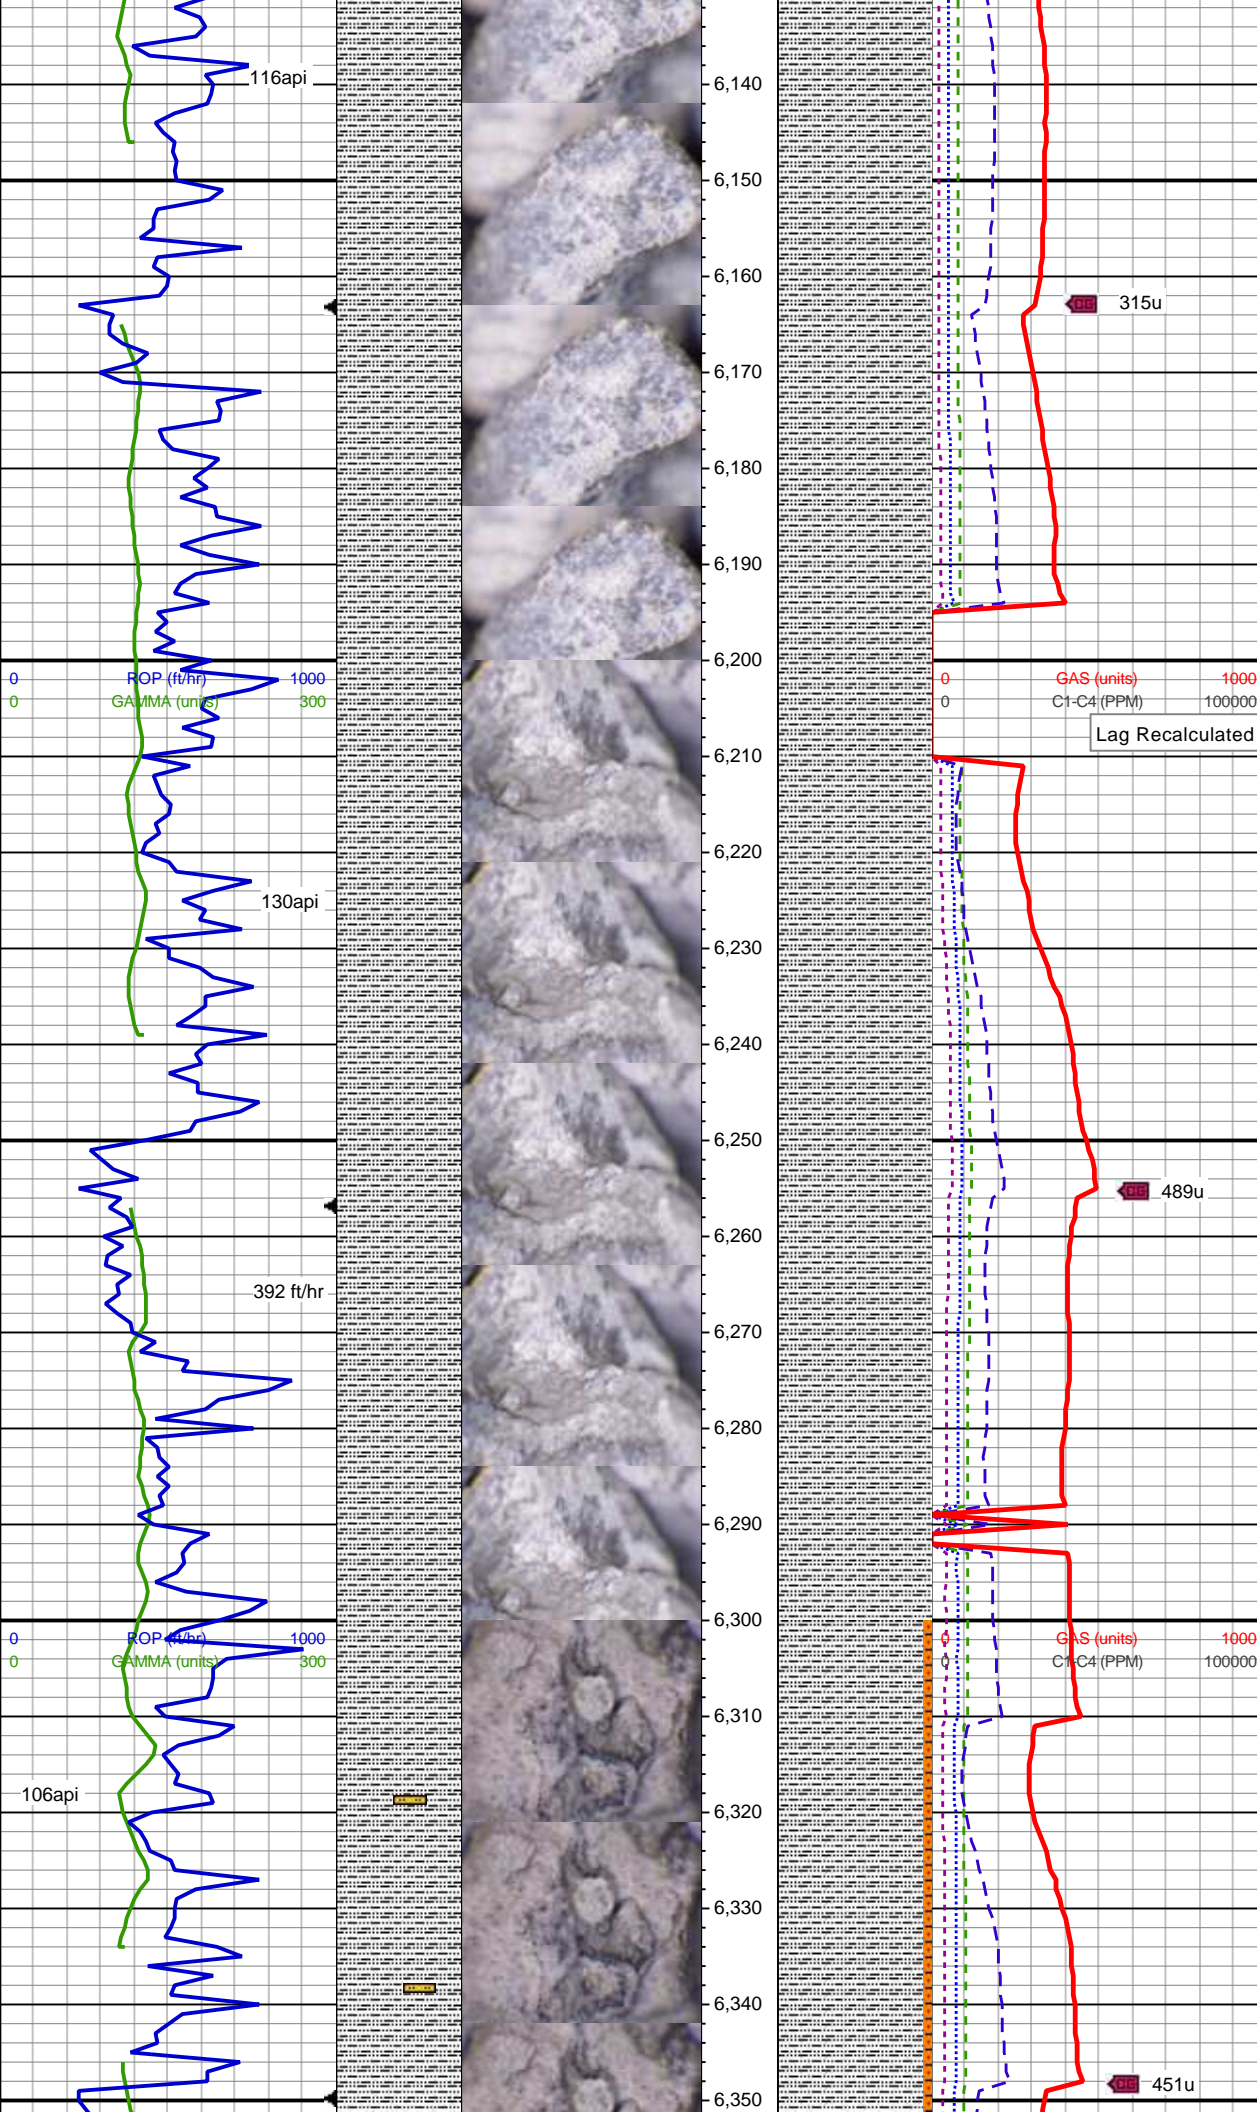 116api
6,140
6,150
6,160
CG 315u
6,170
6,180
6,190
6,200
0 ROP (ft/hr) 1000
0 GAS (units) 1000
0 GAMMA (units) 300
0 C1-C4 (PPM) 100000
Lag Recalculated
6,210
6,220
130api
6,230
6,240
6,250
CG 489u
6,260
392 ft/hr
6,270
6,280
6,290
6,300
0 ROP (ft/hr) 1000
0 GAS (units) 1000
0 GAMMA (units) 300
0 C1-C4 (PPM) 100000
6,310
106api
6,320
6,330
6,340
CG 451u
6,350